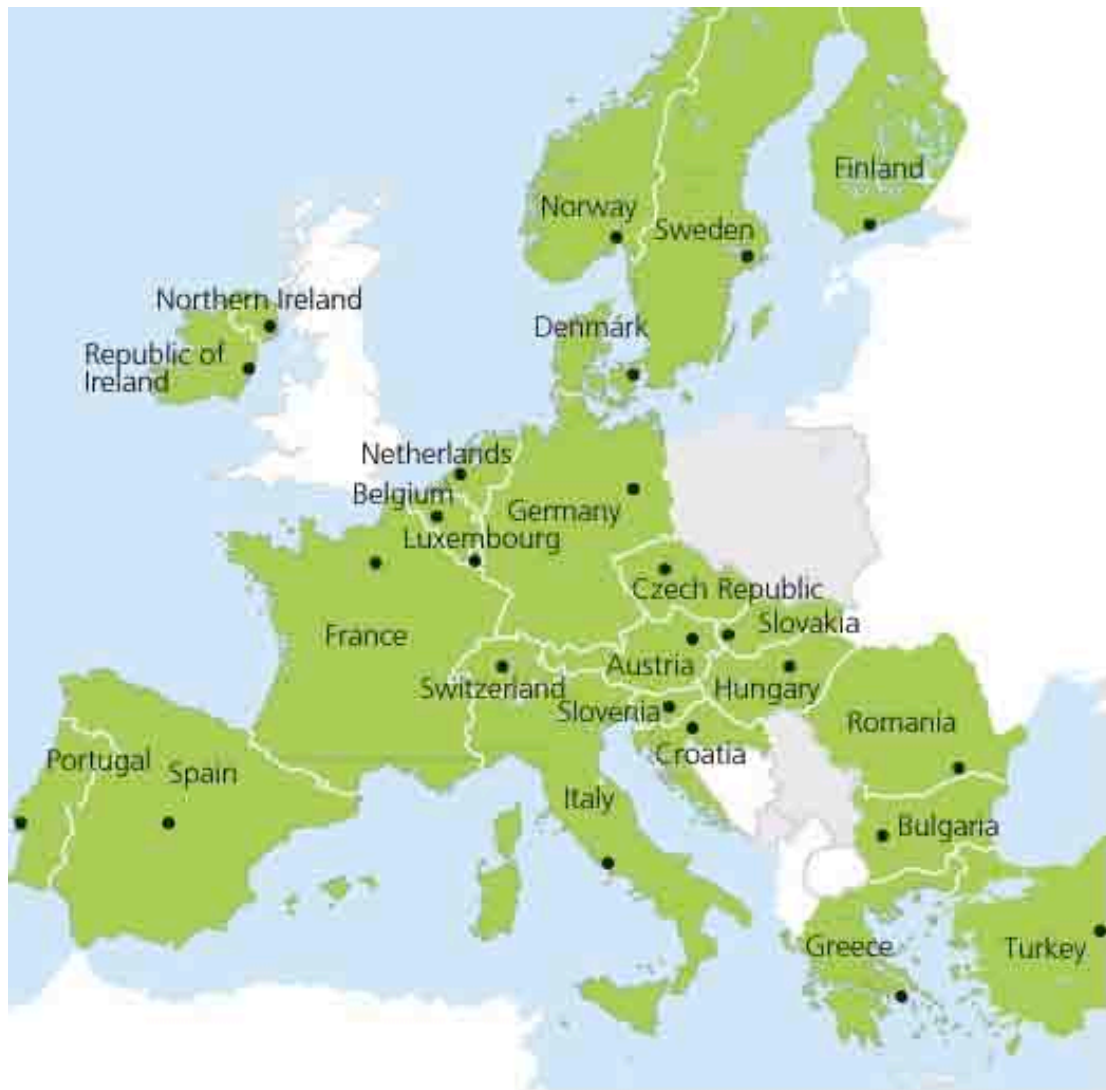 Finland
Norway
Sweden
Northern Ireland
Denmark
Republic of
Ireland
Netherlands
Belgium
Germany
Luxembourg
Czech Republic
Slovakia
France
Austria
Switzerland
Hungary
Slovenia
Romania
Croatia
Portugal
Spain
Italy
Bulgaria
Greece
Turkey